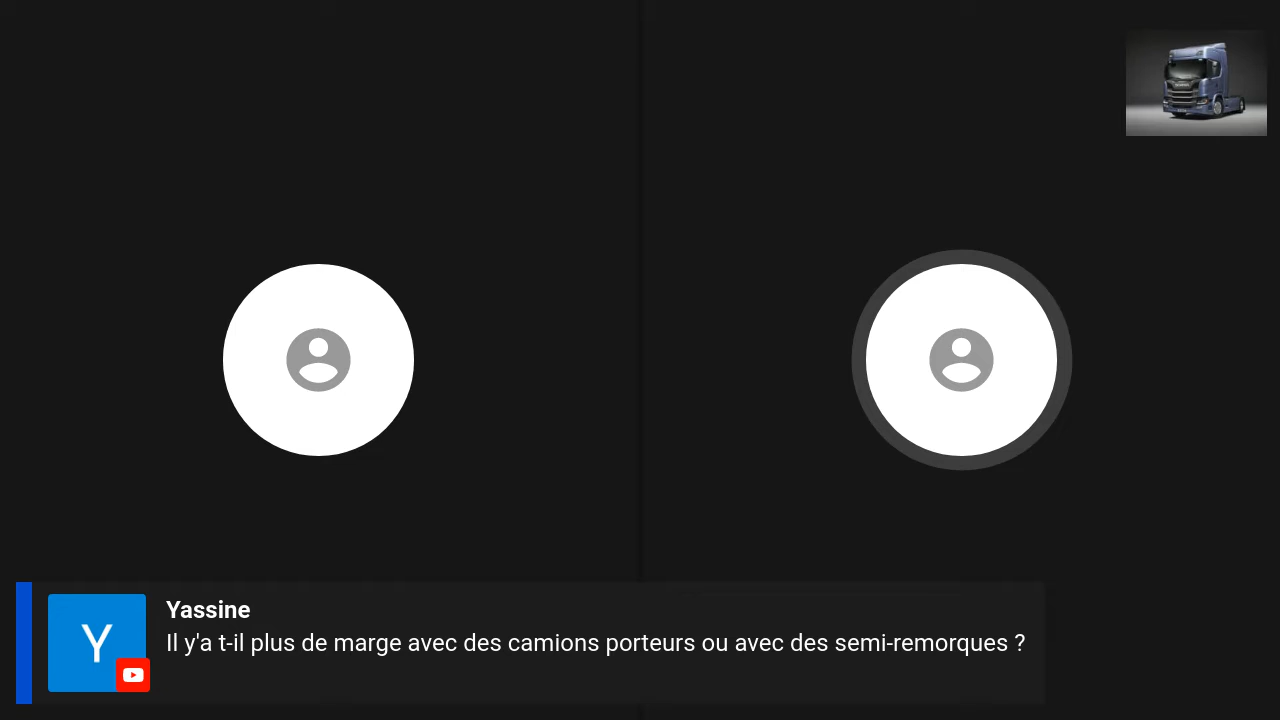 Yassine
Il y'a t-il plus de marge avec des camions porteurs ou avec des semi-remorques ?
Y